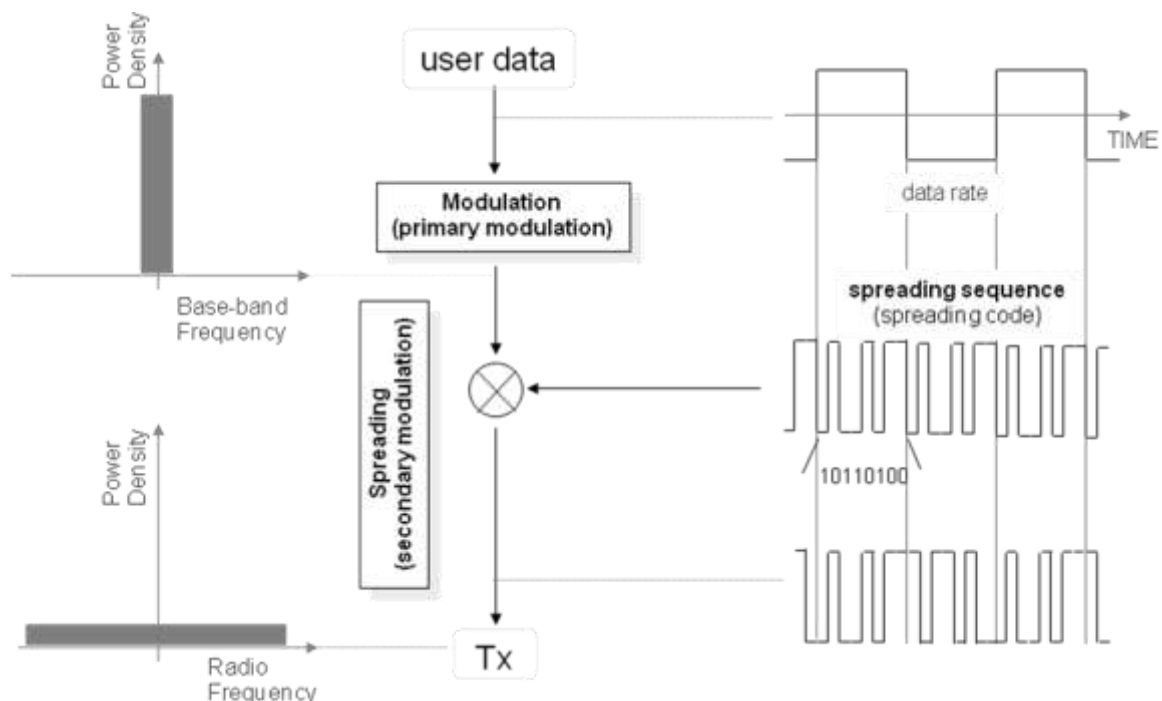 Power
Density
Base-band
Frequency
Power
Density
Radio
Frequency
user data
Modulation
(primary modulation)
Spreading
(secondary modulation)
Tx
TIME
data rate
spreading sequence
(spreading code)
10110100